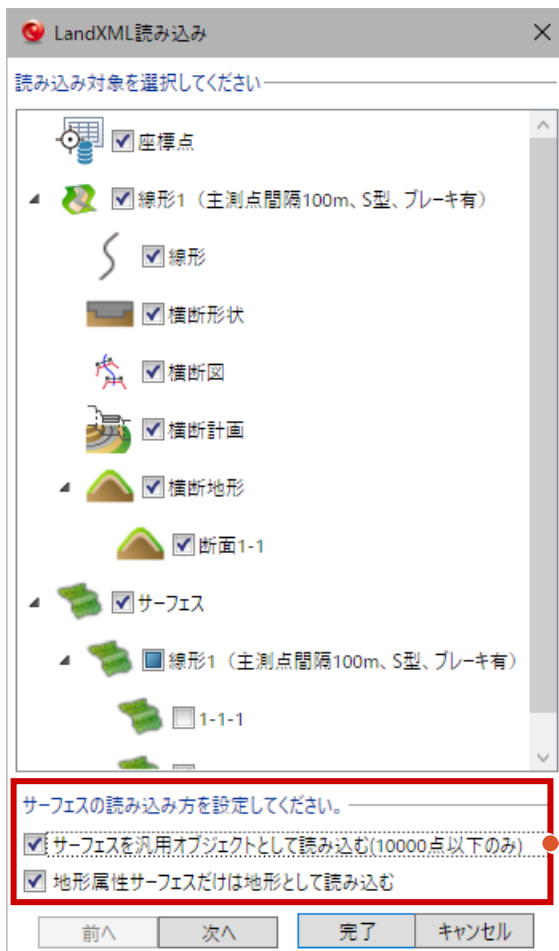 LandXML読み込み
読み込み対象を選択してください
座標点
線形1（主測点間隔100m、S型、ブレーキ有）
線形
横断形状
横断図
横断計画
横断地形
断面1-1
サーフェス
線形1（主測点間隔100m、S型、ブレーキ有）
1-1-1
サーフェスの読み込み方を設定してください。
サーフェスを汎用オブジェクトとして読み込む(10000点以下のみ)
地形属性サーフェスだけは地形として読み込む
前へ 次へ 完了 キャンセル